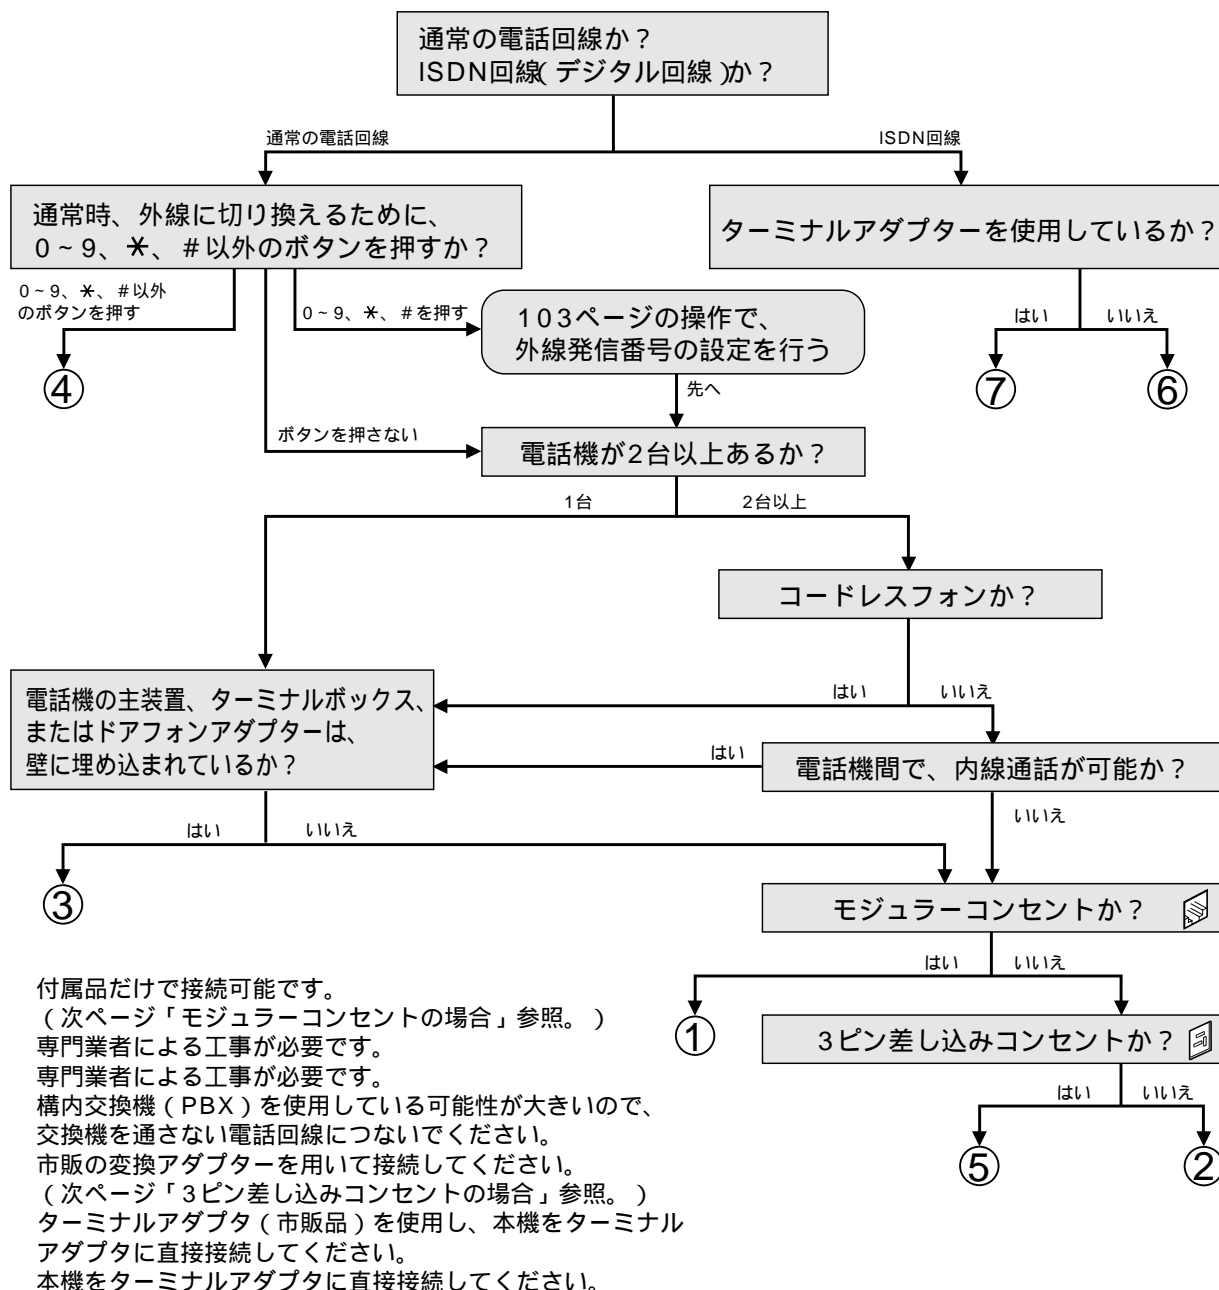 通常の電話回線か？
ISDN回線(デジタル回線)か？
通常の電話回線
ISDN回線
通常時、外線に切り換えるために、
0~9、＊、#以外のボタンを押すか？
ターミナルアダプターを使用しているか？
0~9、＊、#以外
のボタンを押す
0~9、＊、#を押す
103ページの操作で、
外線発信番号の設定を行う
はい
いいえ
④
⑦
⑥
先へ
ボタンを押さない
電話機が2台以上あるか？
1台
2台以上
コードレスフォンか？
電話機の主装置、ターミナルボックス、
またはドアフォンアダプターは、
壁に埋め込まれているか？
はい
いいえ
はい
電話機間で、内線通話が可能か？
はい
いいえ
いいえ
③
モジュラーコンセントか？
はい
いいえ
①
3ピン差し込みコンセントか？
はい
いいえ
⑤
②
付属品だけで接続可能です。
(次ページ「モジュラーコンセントの場合」参照。)
専門業者による工事が必要です。
専門業者による工事が必要です。
構内交換機(PBX)を使用している可能性が大きいので、
交換機を通さない電話回線につないでください。
市販の変換アダプターを用いて接続してください。
(次ページ「3ピン差し込みコンセントの場合」参照。)
ターミナルアダプタ(市販品)を使用し、本機をターミナル
アダプタに直接接続してください。
本機をターミナルアダプタに直接接続してください。